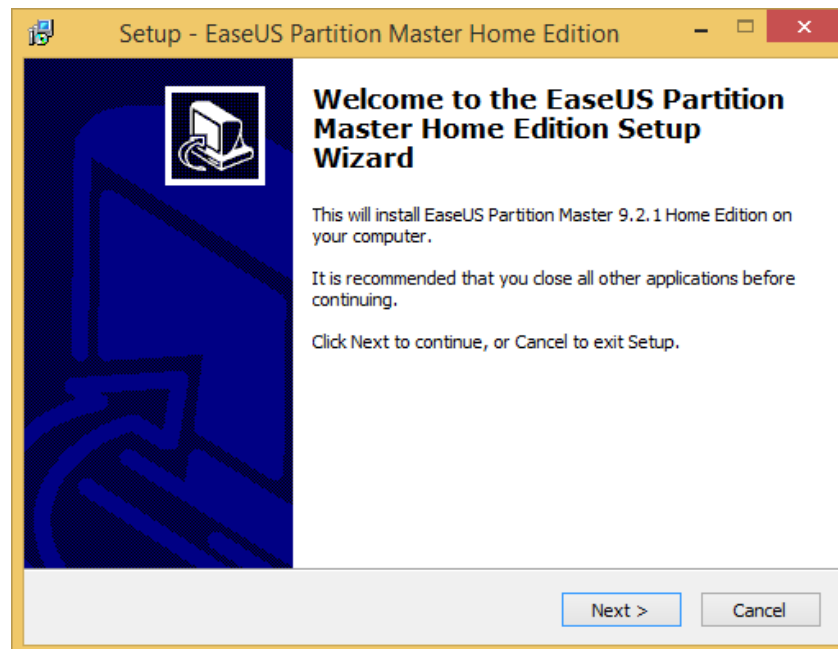 Setup - EaseUS Partition Master Home Edition
Welcome to the EaseUS Partition
Master Home Edition Setup
Wizard
This will install EaseUS Partition Master 9.2.1 Home Edition on
your computer.
It is recommended that you close all other applications before
continuing.
Click Next to continue, or Cancel to exit Setup.
Next >
Cancel